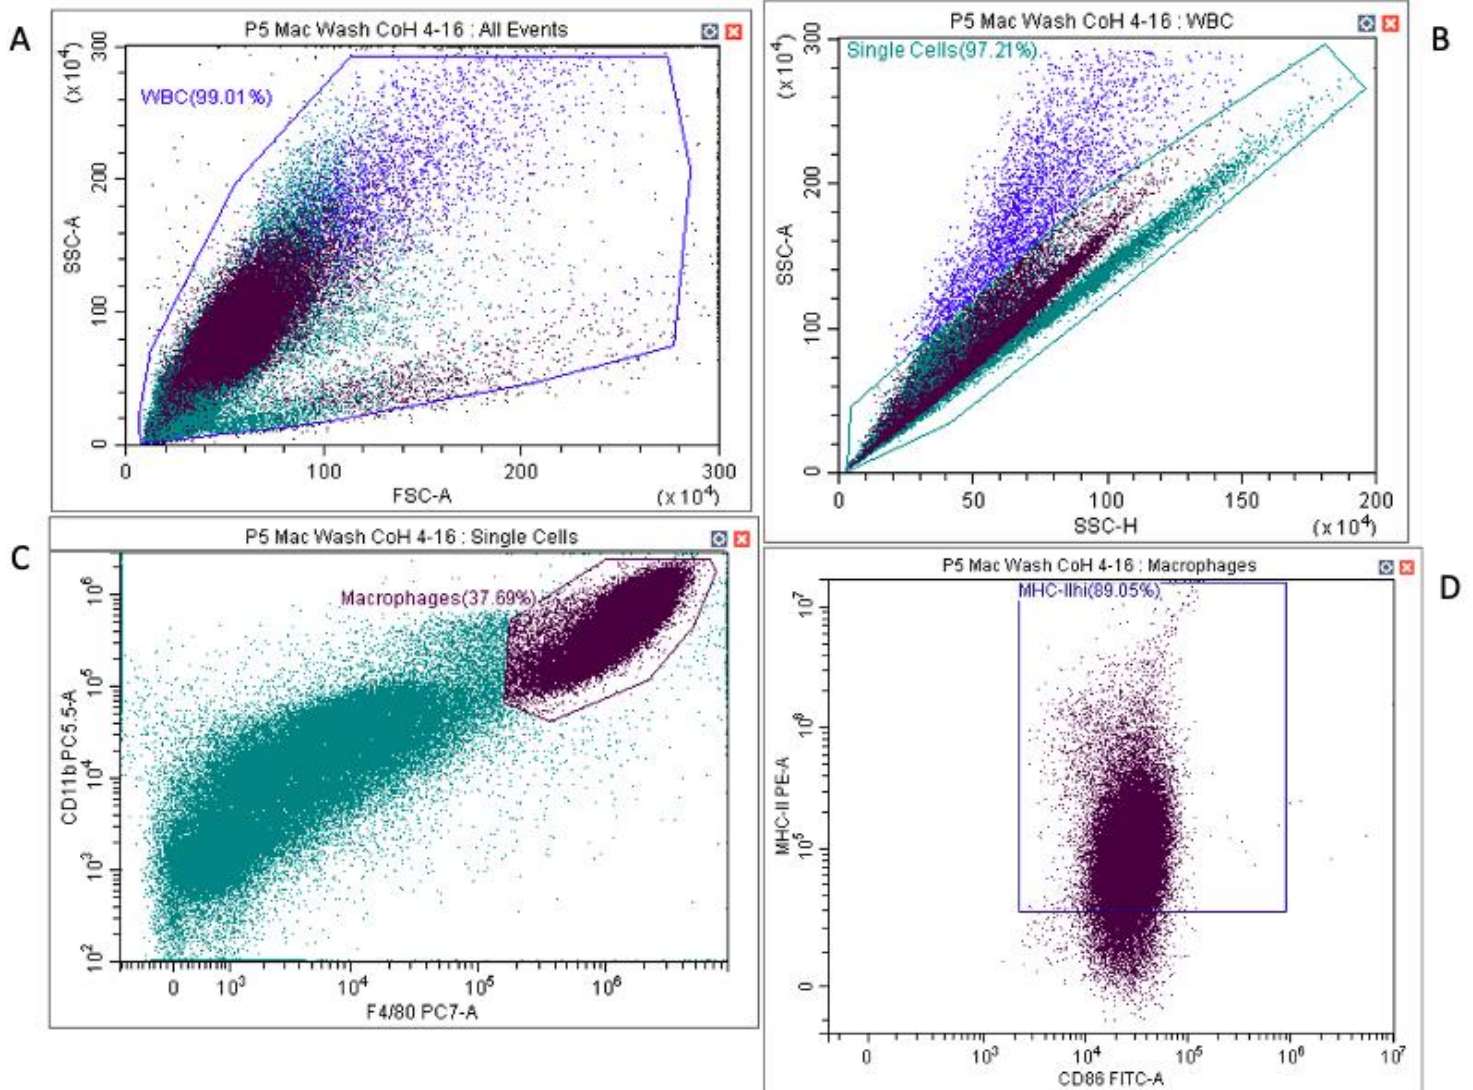 A
P5 Mac Wash CoH 4-16 : All Events
WBC(99.01%)
SSC-A
(x 10⁴)
0
100
200
300
0
100
200
300
FSC-A
(x 10⁴)
B
P5 Mac Wash CoH 4-16 : WBC
Single Cells(97.21%)
SSC-A
(x 10⁴)
0
100
200
300
0
50
100
150
200
SSC-H
(x 10⁴)
C
P5 Mac Wash CoH 4-16 : Single Cells
Macrophages(37.69%)
CD11b PC5.5-A
10²
10³
10⁴
10⁵
10⁶
0
10³
10⁴
10⁵
10⁶
F4/80 PC7-A
D
P5 Mac Wash CoH 4-16 : Macrophages
MHC-IIhi(89.05%)
MHC-II PE-A
0
10⁵
10⁶
10⁷
0
10³
10⁴
10⁵
10⁶
10⁷
CD86 FITC-A